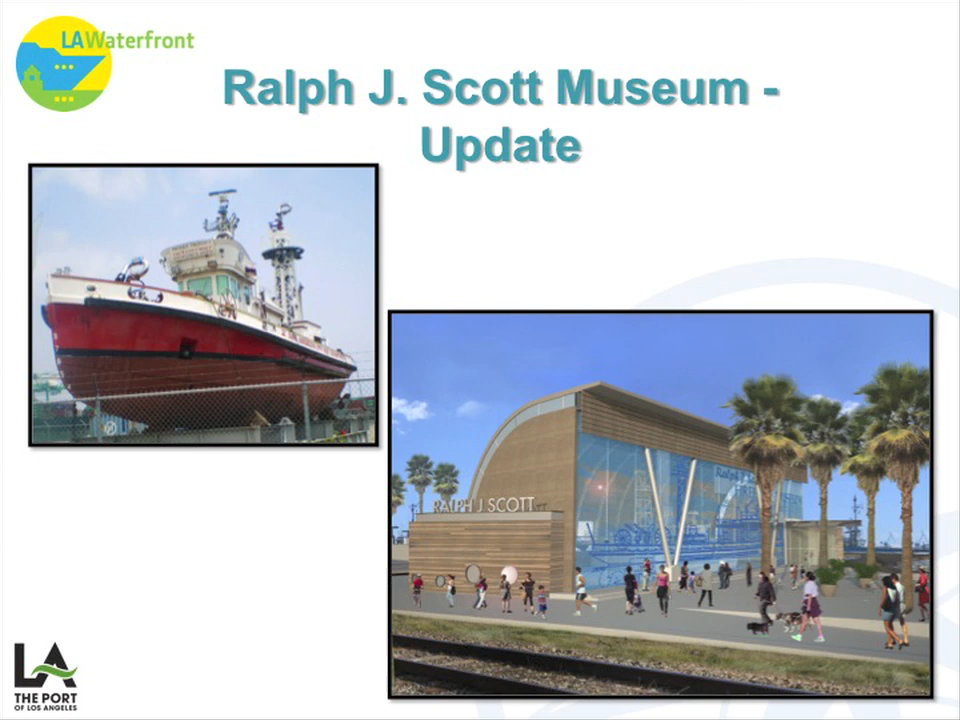 LAWaterfront
Ralph J. Scott Museum -
Update
RALPH J. SCOTT
LA
THE PORT
OF LOS ANGELES